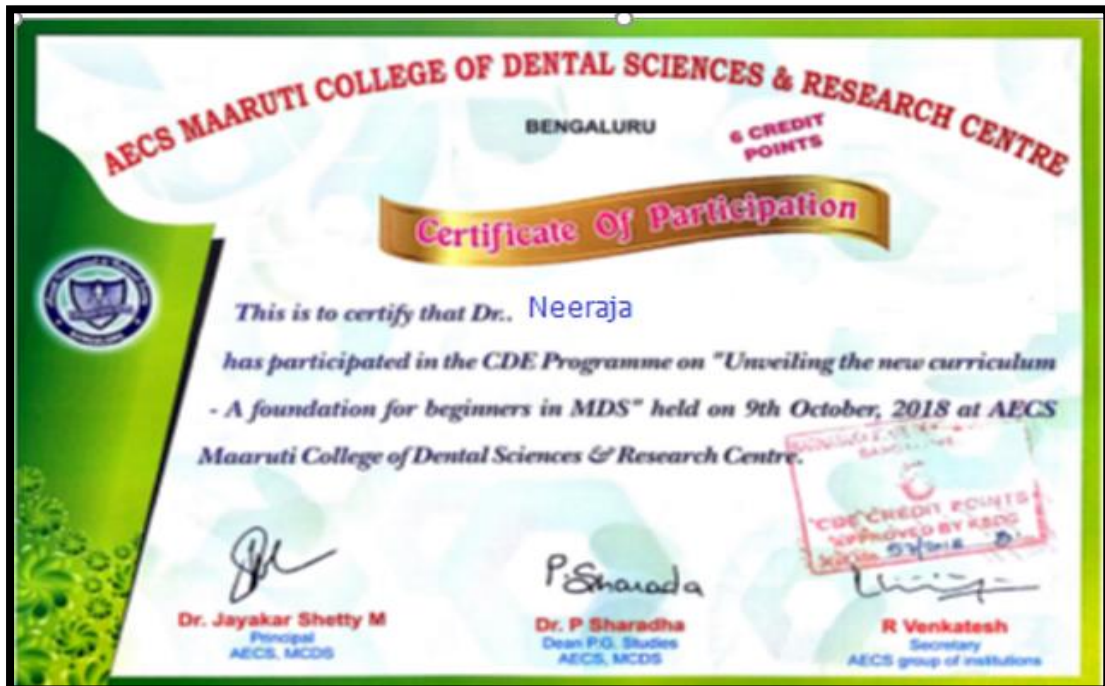 AECS MAARUTI COLLEGE OF DENTAL SCIENCES & RESEARCH CENTRE
BENGALURU
6 CREDIT
POINTS
Certificate Of Participation
This is to certify that Dr.. Neeraja
has participated in the CDE Programme on "Unveiling the new curriculum
- A foundation for beginners in MDS" held on 9th October, 2018 at AECS
Maaruti College of Dental Sciences & Research Centre.
CDE CREDIT POINTS
APPROVED BY KSDC
57/2018
P. Sharada
Dr. Jayakar Shetty M
Principal
AECS, MCDS
Dr. P Sharadha
Dean P.G. Studies
AECS, MCDS
R Venkatesh
Secretary
AECS group of institutions